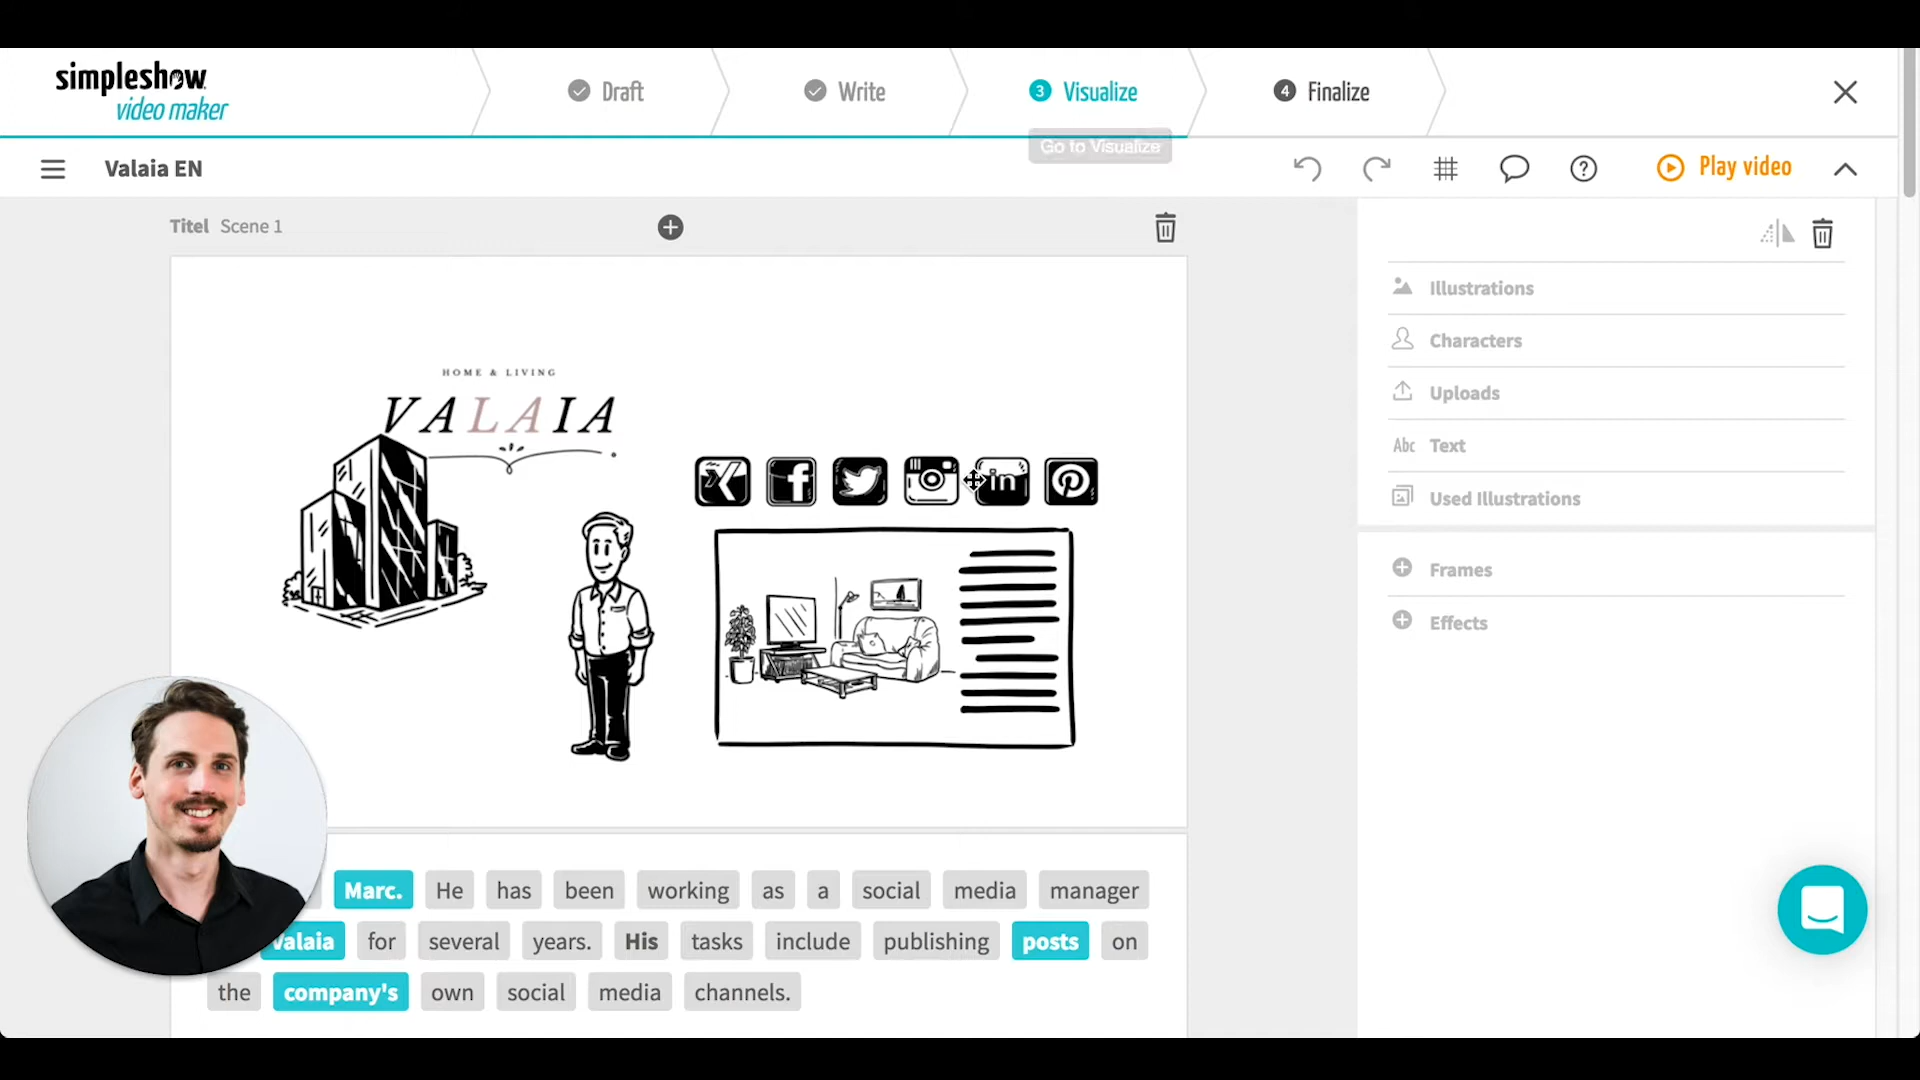 simpleshow
video maker
Draft
Write
3 Visualize
4 Finalize
Go to Visualize
Valaia EN
Play video
Titel Scene 1
HOME & LIVING
VALAIA
in
Illustrations
Characters
Uploads
Abc Text
Used Illustrations
Frames
Effects
Marc. He has been working as a social media manager
Valaia for several years. His tasks include publishing posts on
the company's own social media channels.